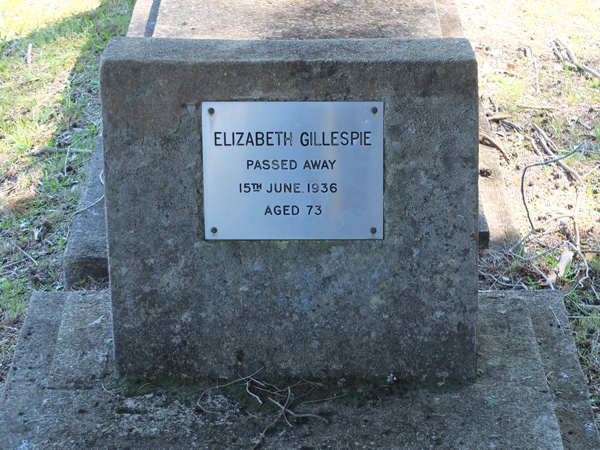 ELIZABETH GILLESPIE
PASSED AWAY
15TH JUNE. 1936
AGED 73